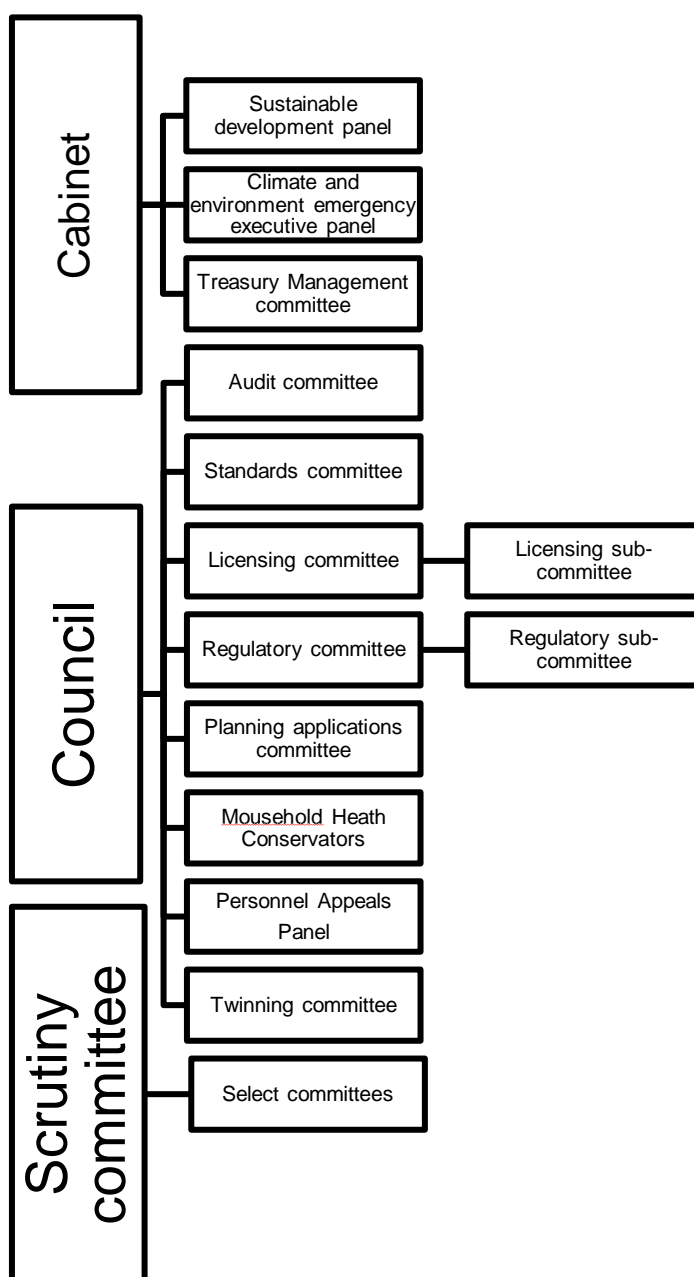 Cabinet
Sustainable
development panel
Climate and
environment emergency
executive panel
Treasury Management
committee
Council
Audit committee
Standards committee
Licensing committee
Licensing sub-
committee
Regulatory committee
Regulatory sub-
committee
Planning applications
committee
Mousehold Heath
Conservators
Personnel Appeals
Panel
Twinning committee
Scrutiny
committee
Select committees